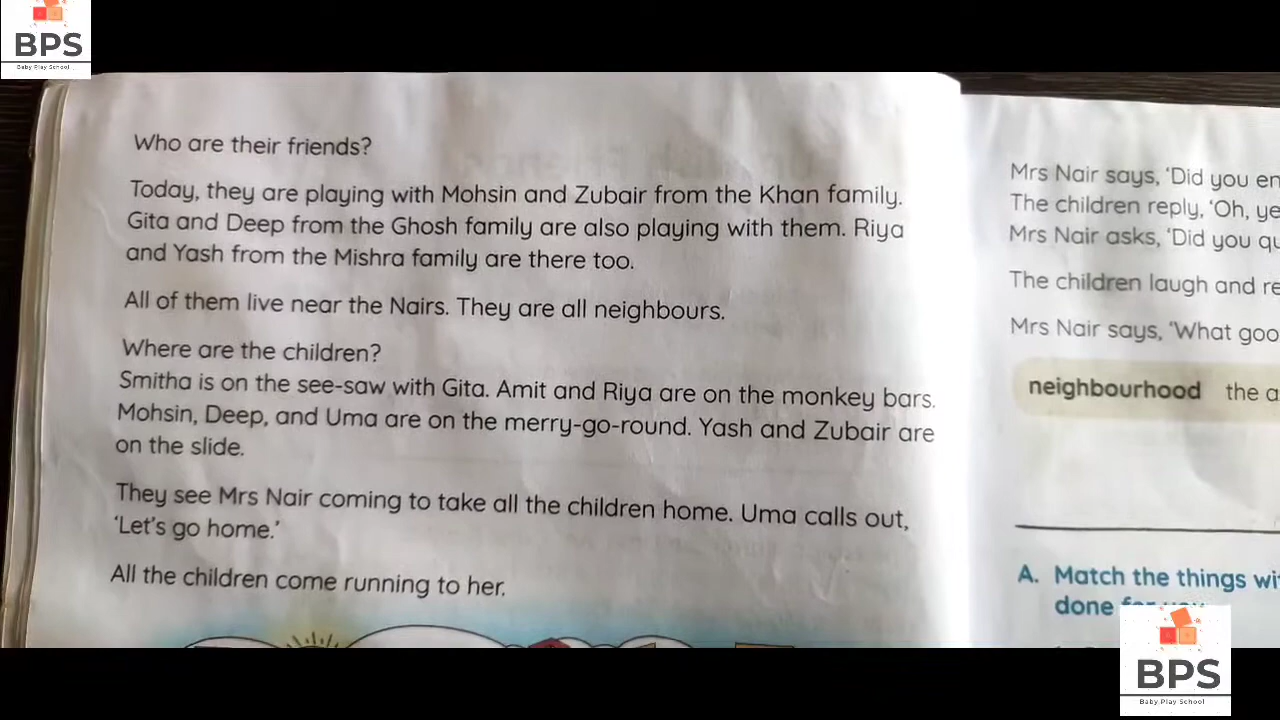 BPS
Baby Play School
Who are their friends?
Today, they are playing with Mohsin and Zubair from the Khan family.
Gita and Deep from the Ghosh family are also playing with them. Riya
and Yash from the Mishra family are there too.
All of them live near the Nairs. They are all neighbours.
Where are the children?
Smitha is on the see-saw with Gita. Amit and Riya are on the monkey bars.
Mohsin, Deep, and Uma are on the merry-go-round. Yash and Zubair are
on the slide.
They see Mrs Nair coming to take all the children home. Uma calls out,
‘Let's go home.’
All the children come running to her.
Mrs Nair says, ‘Did you
The children reply, ‘Oh,
Mrs Nair asks, ‘Did you
The children laugh and
Mrs Nair says, ‘What
neighbourhood the
A. Match the things
done
BPS
Baby Play School